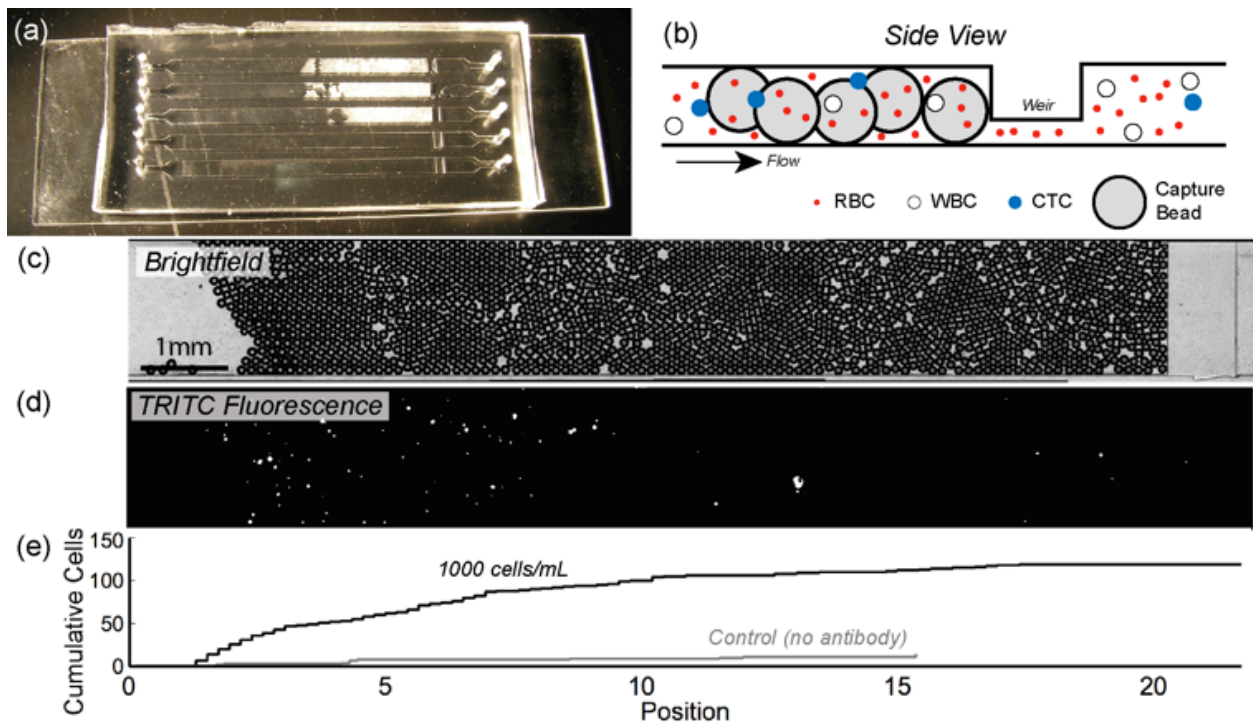 (a)
(b)
Side View
Weir
Flow
RBC WBC CTC Capture Bead
(c)
Brightfield
1mm
(d)
TRITC Fluorescence
(e)
Cumulative Cells
150
100
50
0
1000 cells/mL
Control (no antibody)
0 5 10 15 20
Position